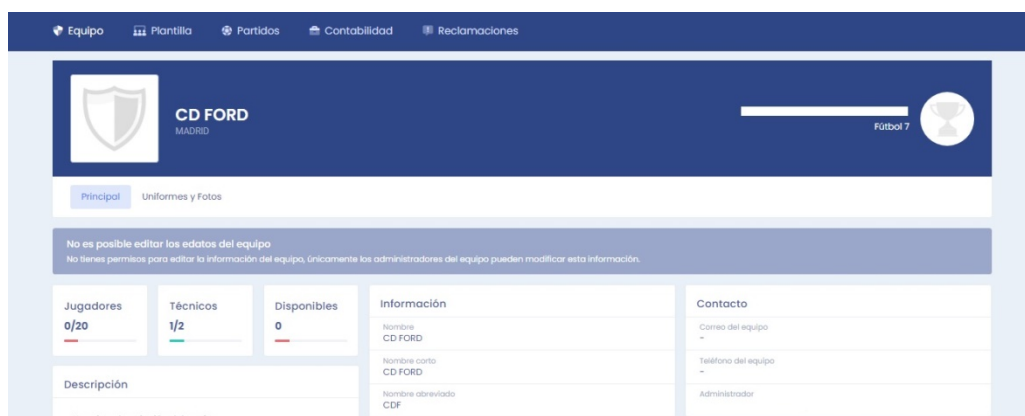 Equipo Plantilla Partidos Contabilidad Reclamaciones
CD FORD
MADRID
Fútbol 7
Principal Uniformes y Fotos
No es posible editar los edatos del equipo
No tienes permisos para editar la información del equipo, únicamente los administradores del equipo pueden modificar esta información.
Jugadores
0/20
Técnicos
1/2
Disponibles
0
Descripción
Información
Nombre
CD FORD
Nombre corto
CD FORD
Nombre abreviado
CDF
Contacto
Correo del equipo
-
Teléfono del equipo
-
Administrador